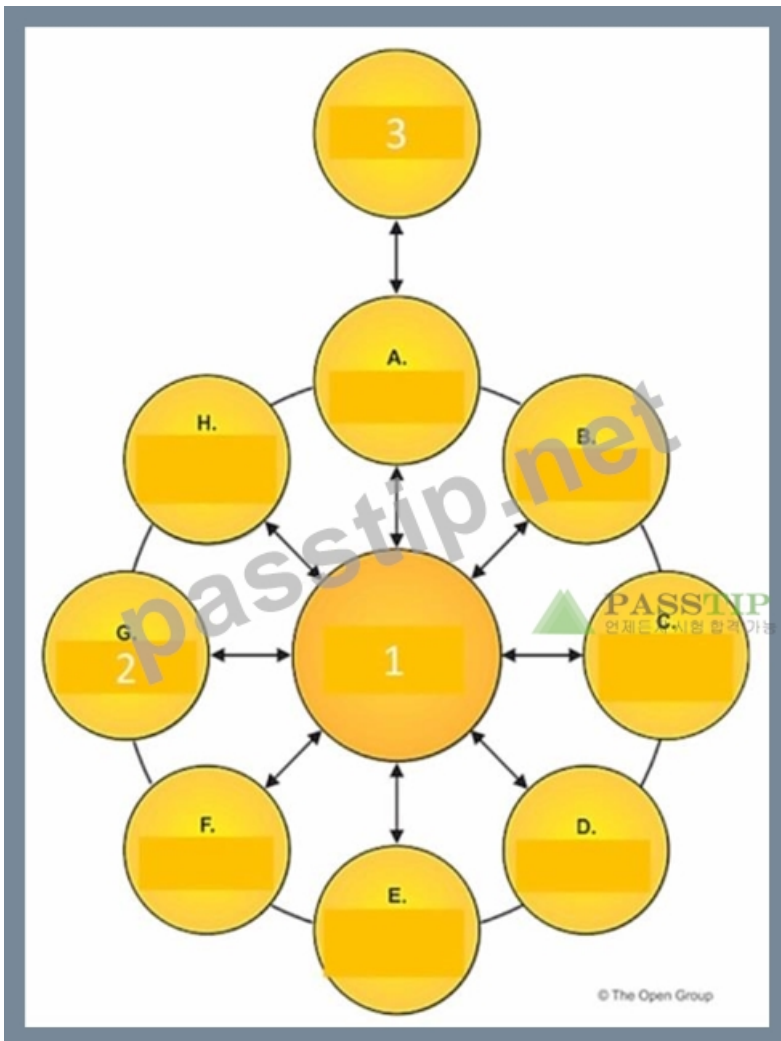 3
A.
H.
B.
passtip.net
PASSTIP
언제든지 시험 합격 가능
G.
C.
2
1
F.
D.
E.
© The Open Group